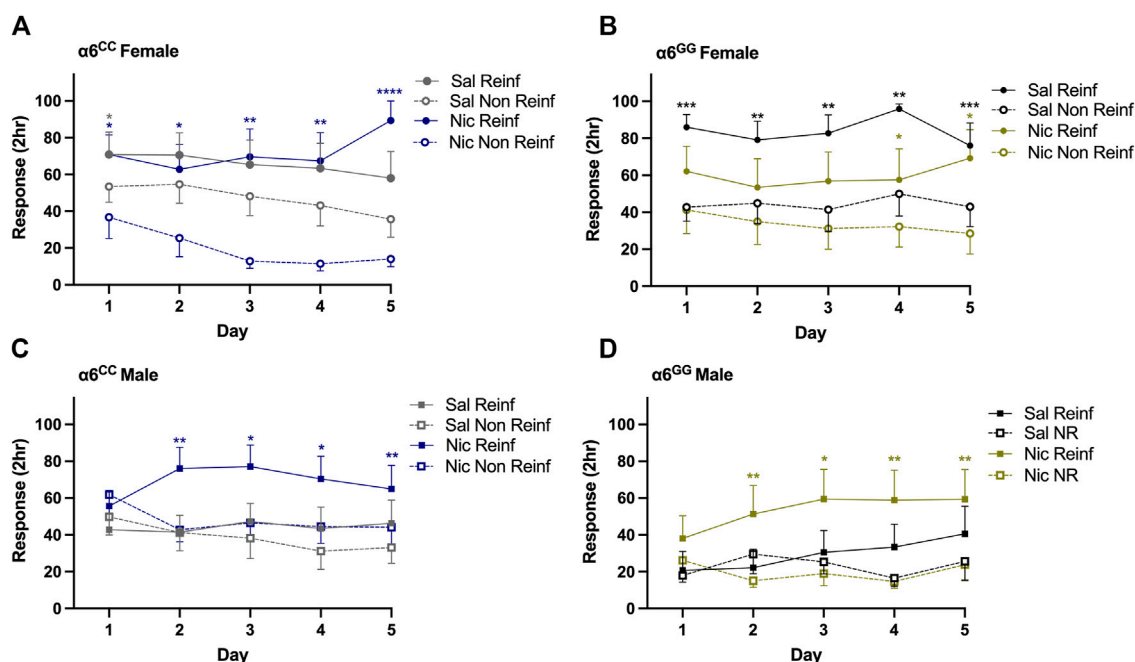 A
α6CC Female
Response (2hr)
100
80
60
40
20
0
*
*
*
**
**
****
1
2
3
4
5
Day
Sal Reinf
Sal Non Reinf
Nic Reinf
Nic Non Reinf
B
α6GG Female
Response (2hr)
100
80
60
40
20
0
***
**
**
**
*
***
*
1
2
3
4
5
Day
Sal Reinf
Sal Non Reinf
Nic Reinf
Nic Non Reinf
C
α6CC Male
Response (2hr)
100
80
60
40
20
0
**
*
*
**
1
2
3
4
5
Day
Sal Reinf
Sal Non Reinf
Nic Reinf
Nic Non Reinf
D
α6GG Male
Response (2hr)
100
80
60
40
20
0
**
*
**
**
1
2
3
4
5
Day
Sal Reinf
Sal NR
Nic Reinf
Nic NR